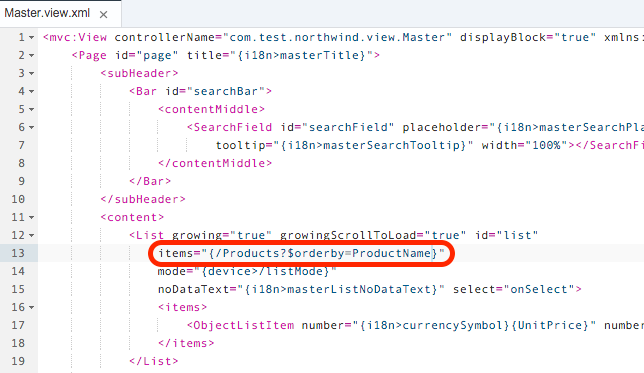 Master.view.xml ×
1 <mvc:View controllerName="com.test.northwind.view.Master" displayBlock="true" xmlns:
2 <Page id="page" title="{i18n>masterTitle}">
3 <subHeader>
4 <Bar id="searchBar">
5 <contentMiddle>
6 <SearchField id="searchField" placeholder="{i18n>masterSearchPla
7 tooltip="{i18n>masterSearchTooltip}" width="100%"></SearchFi
8 </contentMiddle>
9 </Bar>
10 </subHeader>
11 <content>
12 <List growing="true" growingScrollToLoad="true" id="list"
13 items="{/Products?$orderby=ProductName}"
14 mode="{device>/listMode}"
15 noDataText="{i18n>masterListNoDataText}" select="onSelect">
16 <items>
17 <ObjectListItem number="{i18n>currencySymbol}{UnitPrice}" number
18 </items>
19 </List>